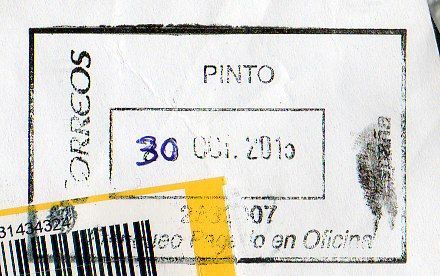 CORREOS
PINTO
30 OCT. 2015
España
Franqueo Pagado en Oficina
31434324